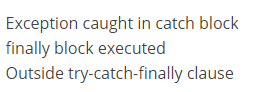 Exception caught in catch block
finally block executed
Outside try-catch-finally clause